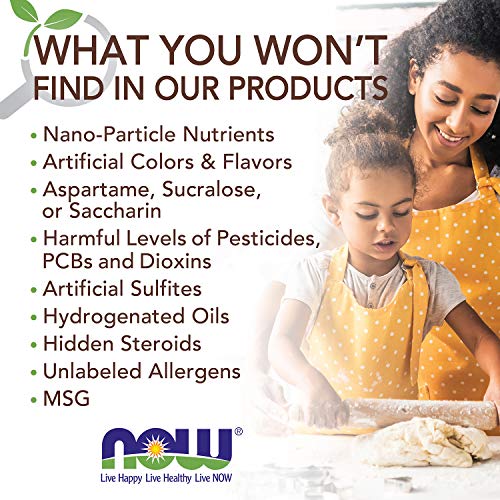 WHAT YOU WON'T
FIND IN OUR PRODUCTS
• Nano-Particle Nutrients
• Artificial Colors & Flavors
• Aspartame, Sucralose,
or Saccharin
• Harmful Levels of Pesticides,
PCBs and Dioxins
• Artificial Sulfites
• Hydrogenated Oils
• Hidden Steroids
• Unlabeled Allergens
• MSG
now®
Live Happy Live Healthy Live NOW